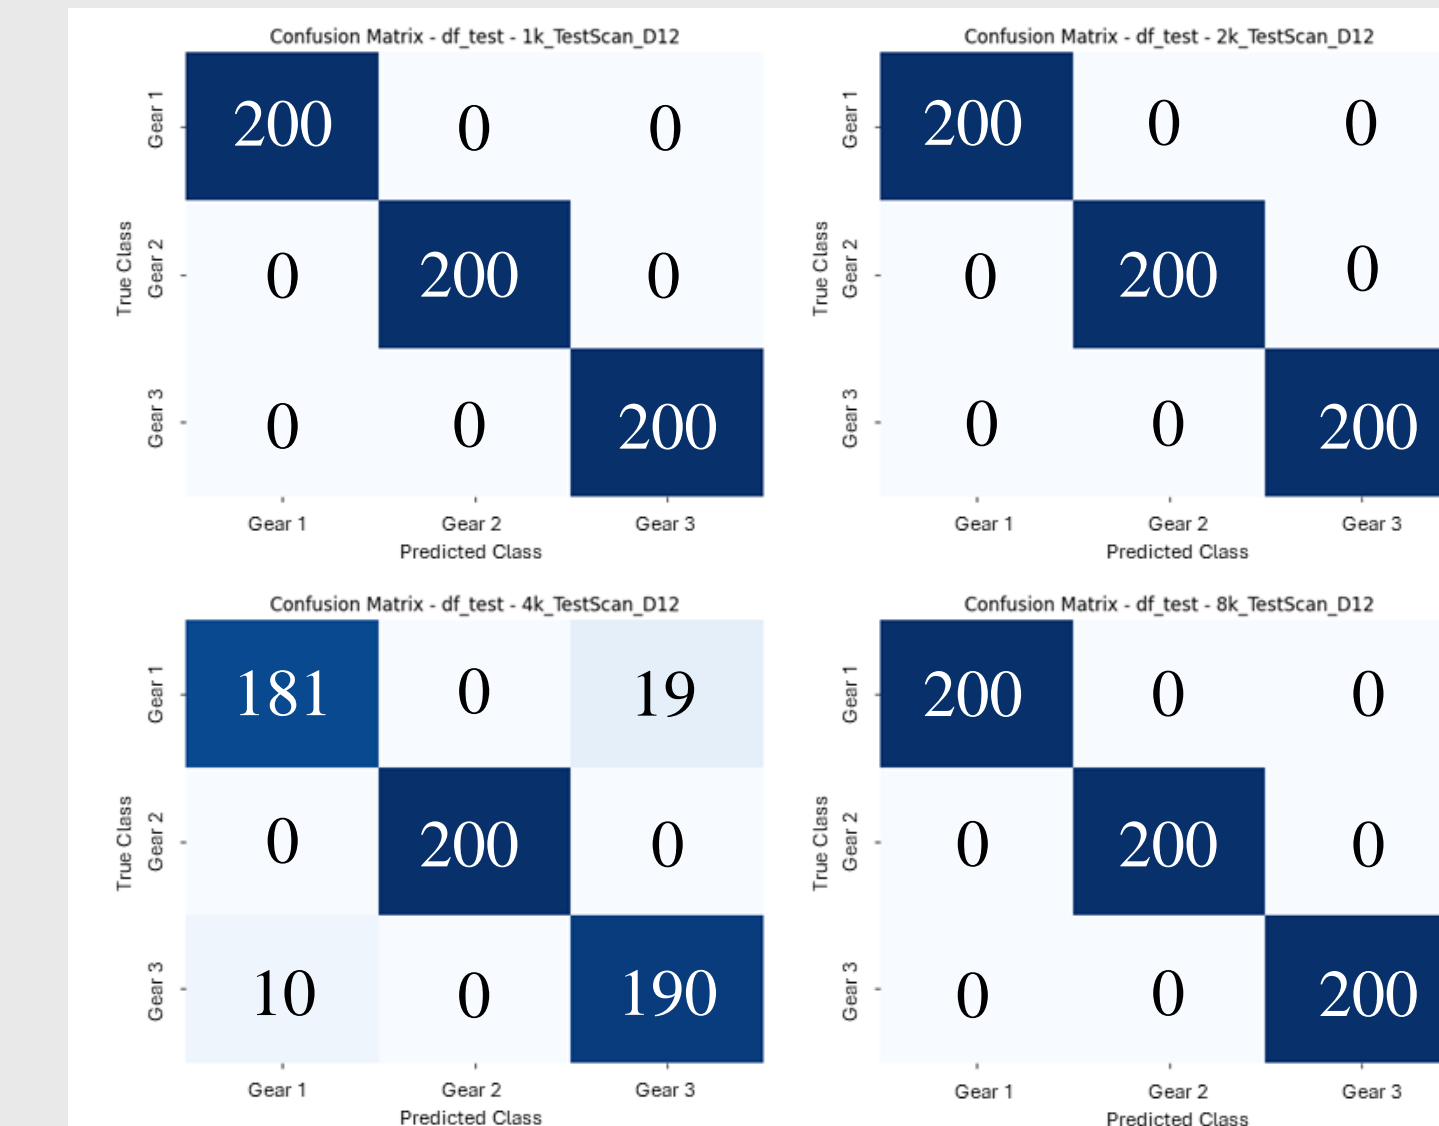 Confusion Matrix - df_test - 1k_TestScan_D12
Gear 1
200 0 0
True Class
Gear 2
0 200 0
Gear 3
0 0 200
Gear 1 Gear 2 Gear 3
Predicted Class
Confusion Matrix - df_test - 2k_TestScan_D12
Gear 1
200 0 0
True Class
Gear 2
0 200 0
Gear 3
0 0 200
Gear 1 Gear 2 Gear 3
Predicted Class
Confusion Matrix - df_test - 4k_TestScan_D12
Gear 1
181 0 19
True Class
Gear 2
0 200 0
Gear 3
10 0 190
Gear 1 Gear 2 Gear 3
Predicted Class
Confusion Matrix - df_test - 8k_TestScan_D12
Gear 1
200 0 0
True Class
Gear 2
0 200 0
Gear 3
0 0 200
Gear 1 Gear 2 Gear 3
Predicted Class